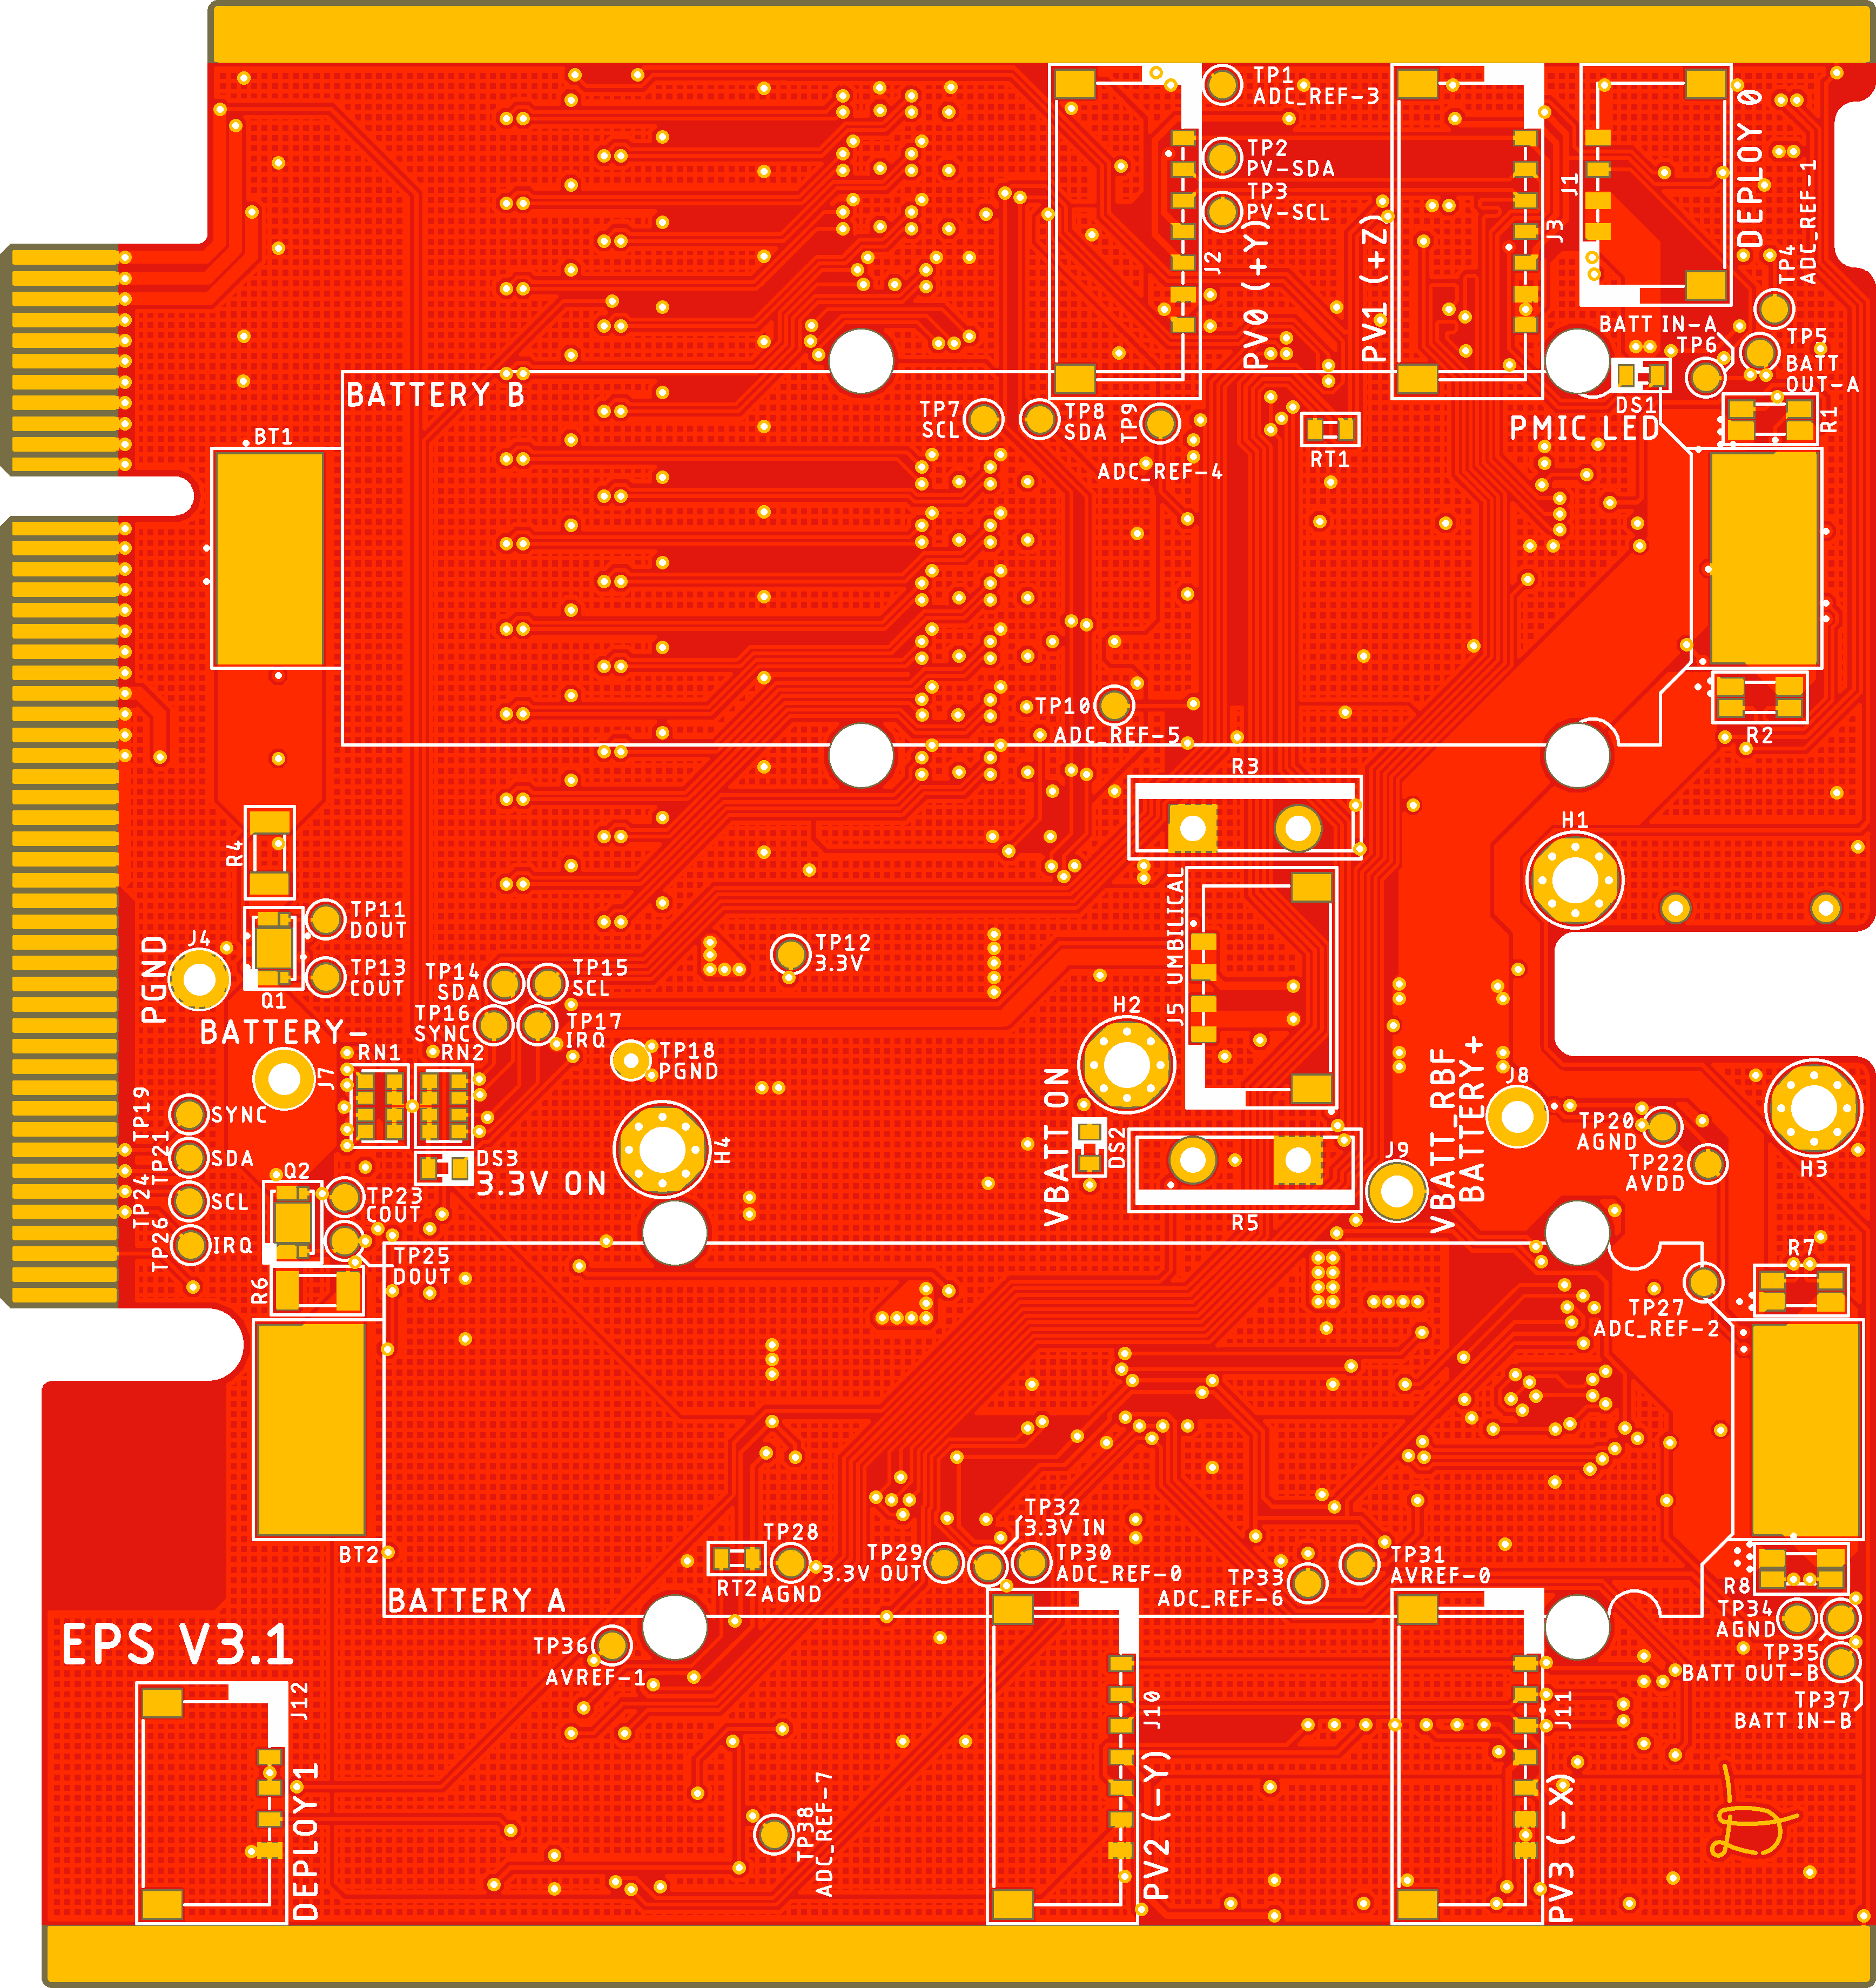 TP1
ADC_REF-3
TP2
PV-SDA
TP3
PV-SCL
J2
PV0 (+Y)
PV1 (+Z)
J3
J1
DEPLOY 0
ADC_REF-1
TP4
BATT IN-A
TP6
TP5
BATT
OUT-A
DS1
PMIC LED
R1
BATTERY B
BT1
TP7
SCL
TP8
SDA
TP9
ADC_REF-4
RT1
TP10
ADC_REF-5
R2
R3
H1
R4
TP11
DOUT
J4
PGND
TP13
COUT
Q1
TP12
3.3V
TP14
SDA
TP15
SCL
TP16
SYNC
TP17
IRQ
BATTERY-
RN1
RN2
TP18
PGND
J7
J5 UMBILICAL
H2
VBATT ON
DS2
VBATT_RBF
BATTERY+
J8
J9
TP20
AGND
TP22
AVDD
H3
TP19
SYNC
TP21
SDA
TP24
SCL
TP26
IRQ
Q2
TP23
COUT
TP25
DOUT
DS3
3.3V ON
H4
R5
R6
R7
TP27
ADC_REF-2
BT2
BATTERY A
RT2
TP28
AGND
TP29
3.3V OUT
TP32
3.3V IN
TP30
ADC_REF-0
TP33
ADC_REF-6
TP31
AVREF-0
R8
TP34
AGND
TP35
BATT OUT-B
TP37
BATT IN-B
TP36
AVREF-1
EPS V3.1
J12
DEPLOY1
TP38
ADC_REF-7
J10
PV2 (-Y)
J11
PV3 (-X)